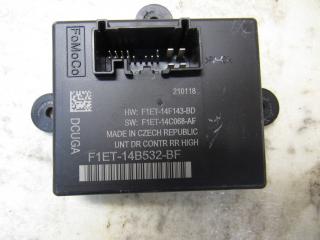 FoMoCo
DCUGA
210118
HW: F1ET-14F143-BD
SW: F1ET-14C068-AF
MADE IN CZECH REPUBLIC
UNT DR CONTR RR HIGH
F1ET-14B532-BF